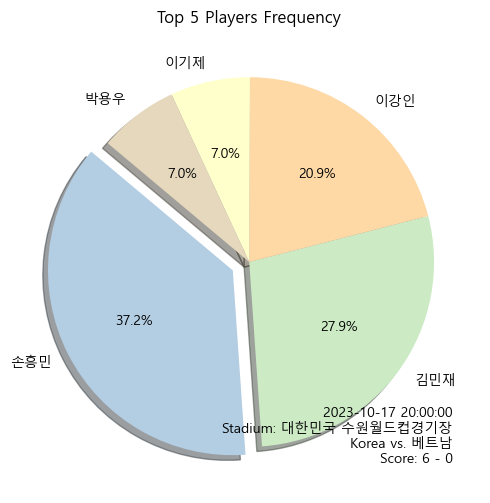 Top 5 Players Frequency
이기제
박용우
이강인
7.0%
7.0%
20.9%
37.2%
27.9%
손흥민
김민재
2023-10-17 20:00:00
Stadium: 대한민국 수원월드컵경기장
Korea vs. 베트남
Score: 6 - 0